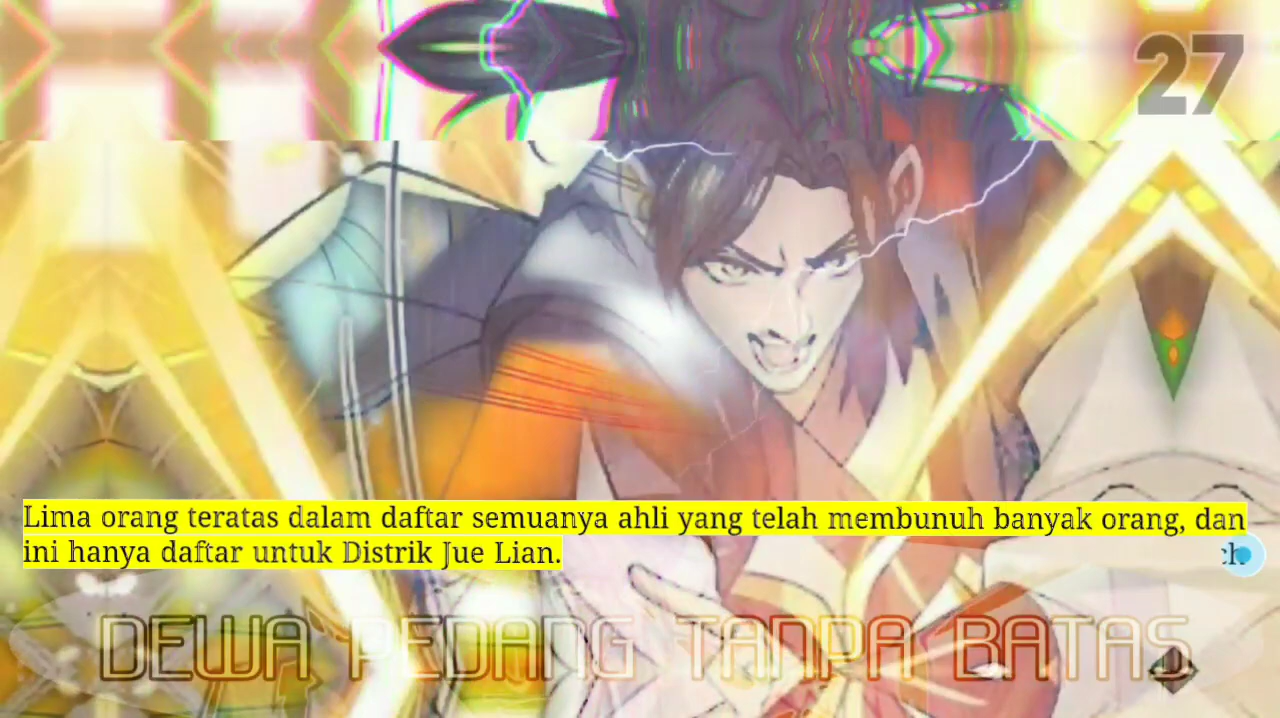 27
Lima orang teratas dalam daftar semuanya ahli yang telah membunuh banyak orang, dan
ini hanya daftar untuk Distrik Jue Lian.
DEWA PEDANG TANPA BATAS